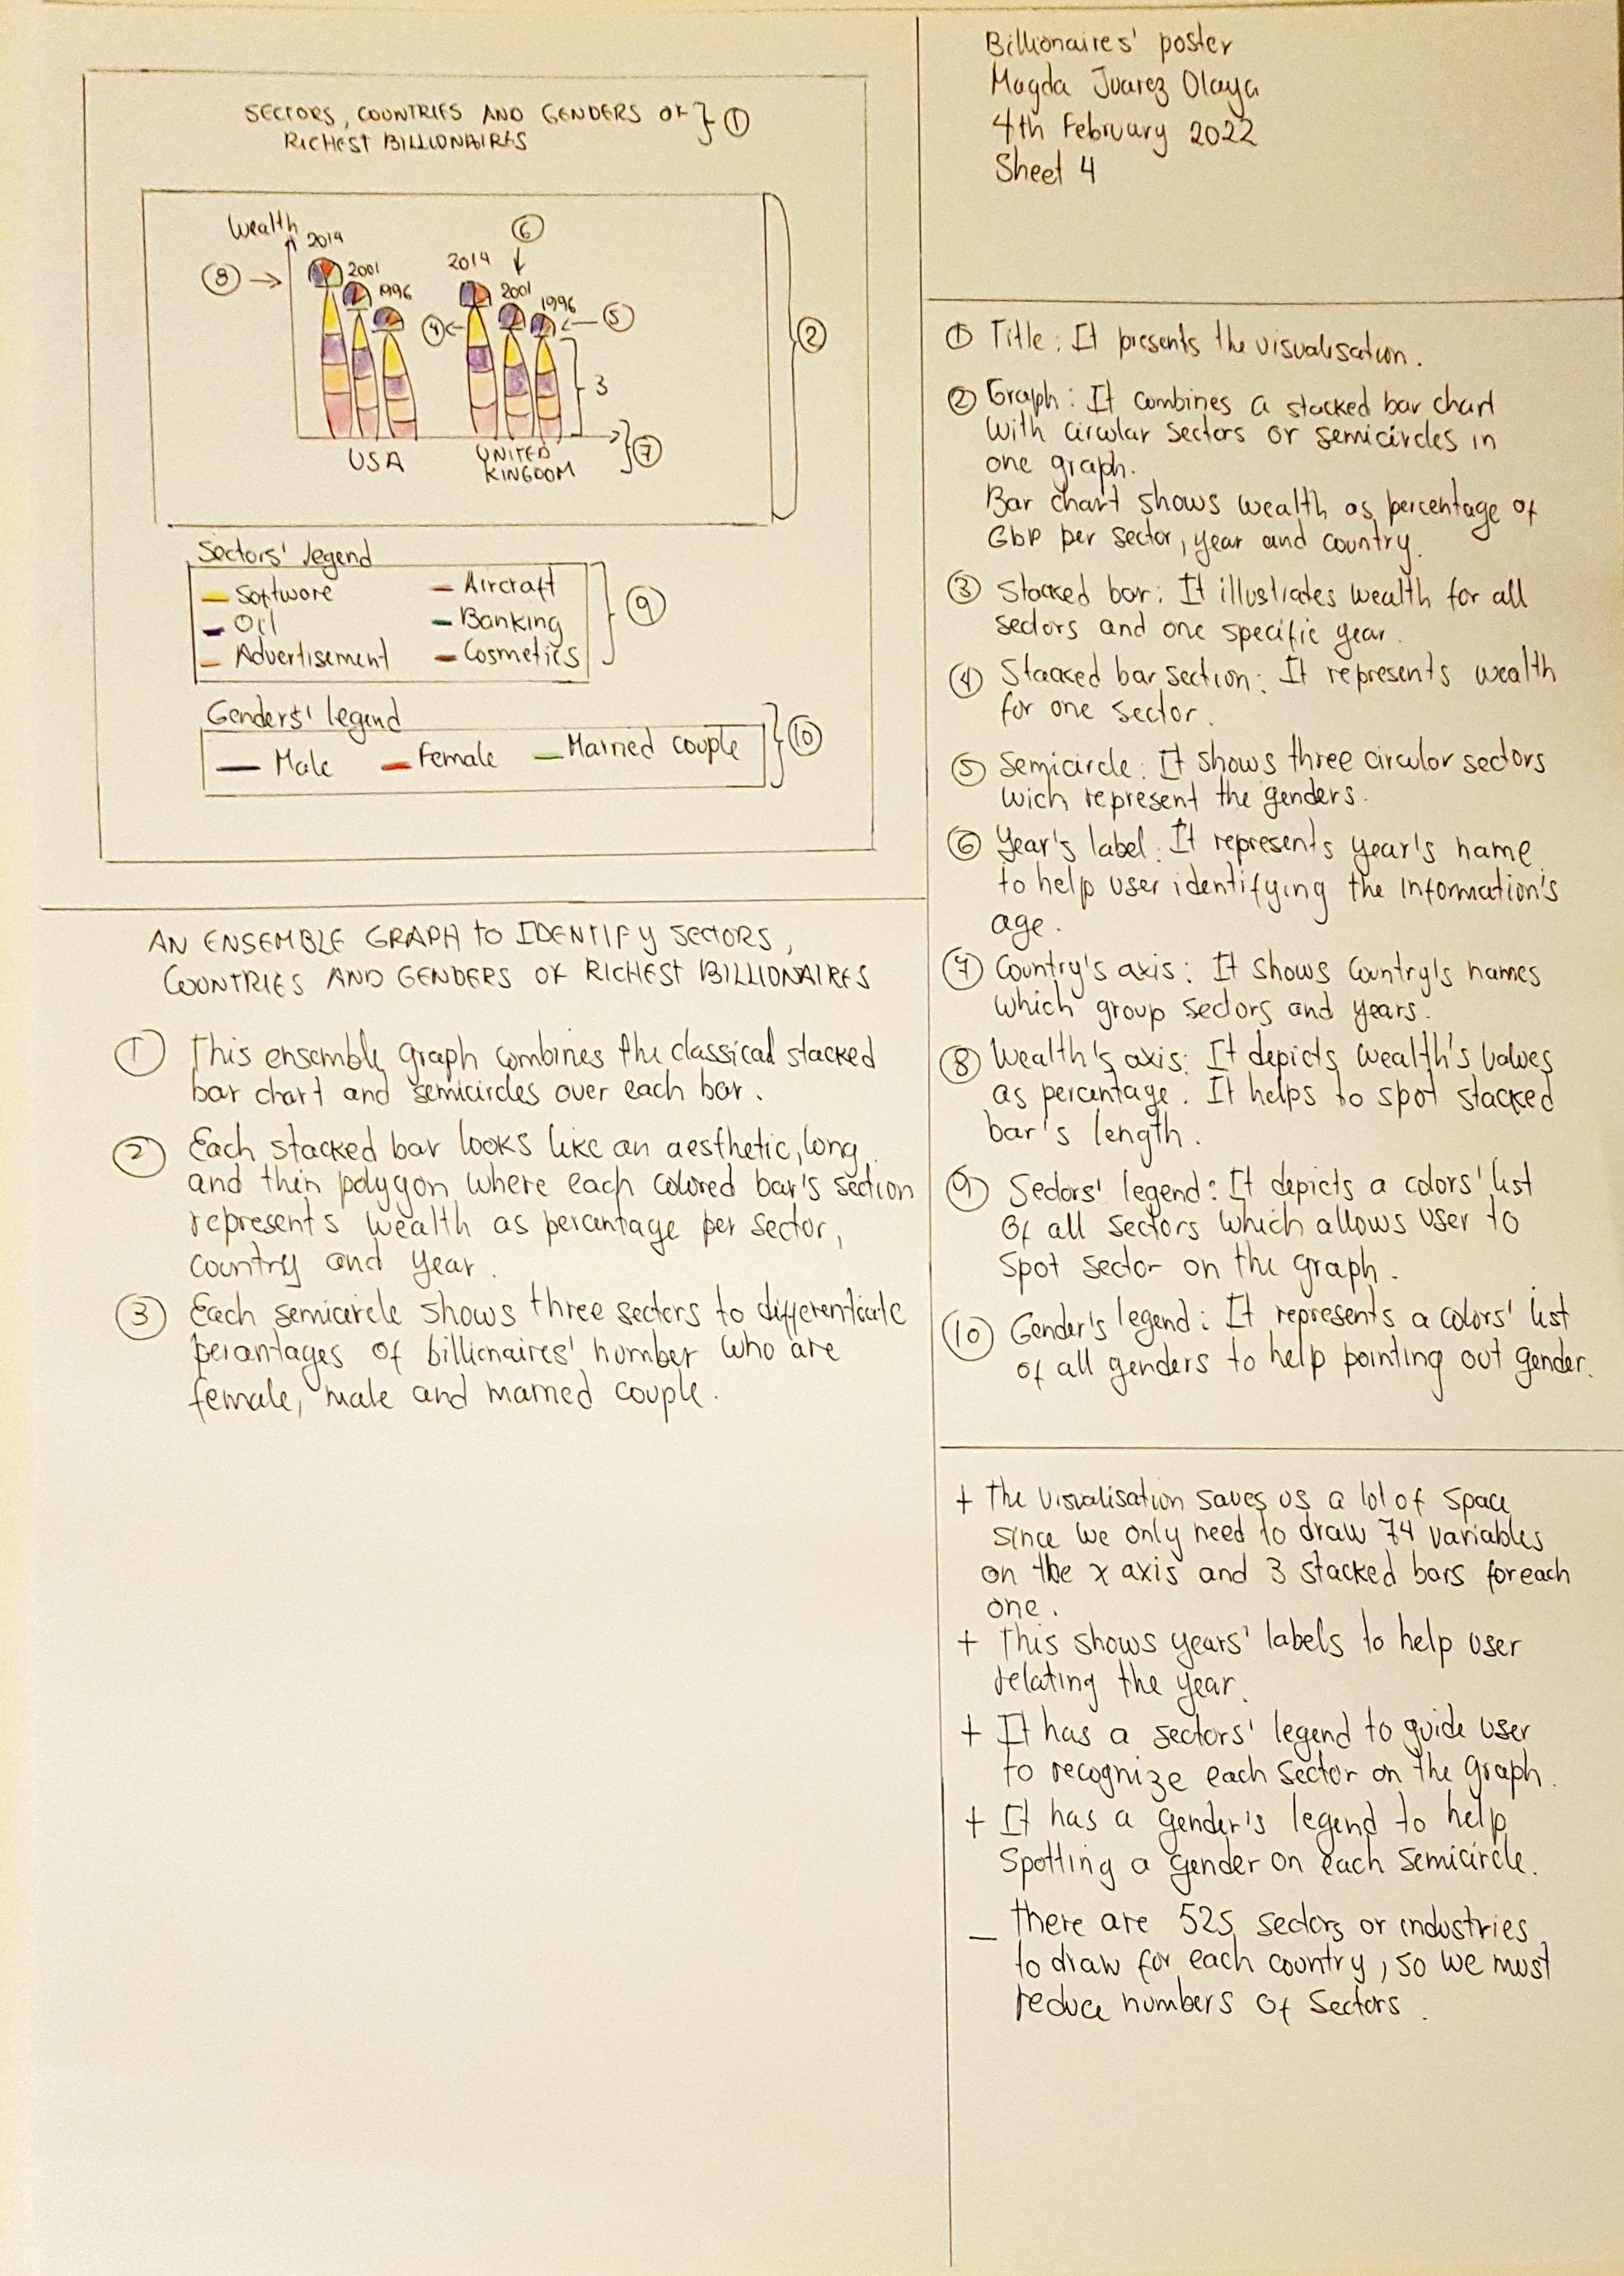 SECTORS, COUNTRIES AND GENDERS OF } ①
RICHEST BILLIONAIRES
Wealth
2014
2001
1996
2014
2001
1996
⑥
⑧
④
⑤
②
3
⑦
USA
UNITED
KINGDOM
Sectors' legend
Software
Aircraft
Oil
Banking
Advertisement
Cosmetics
⑨
Genders' legend
Male
Female
Married couple
⑩
AN ENSEMBLE GRAPH to IDENTIFY SECTORS,
COUNTRIES AND GENDERS OF RICHEST BILLIONAIRES
① This ensembly graph combines the classical stacked
bar chart and semicircles over each bar.
② Each stacked bar looks like an aesthetic, long
and thin polygon where each colored bar's section
represents wealth as percantage per sector,
country and year.
③ Each semicircle shows three sectors to differentiate
percantages of billionaires' number who are
female, male and married couple.
Billionaires' poster
Magda Juarez Olaya
4th February 2022
Sheet 4
① Title: It presents the visualisation.
② Graph: It combines a stacked bar chart
with circular sectors or semicircles in
one graph.
Bar chart shows wealth as percentage of
GDP per sector, year and country.
③ Stacked bar: It illustrates wealth for all
sectors and one specific year.
④ Stacked bar section: It represents wealth
for one sector.
⑤ Semicircle: It shows three circular sectors
wich represent the genders.
⑥ Year's label: It represents year's name
to help user identifying the information's
age.
⑦ Country's axis: It shows Country's names
which group sectors and years.
⑧ Wealth's axis: It depicts wealth's values
as percantage. It helps to spot stacked
bar's length.
⑨ Sectors' legend: It depicts a colors' list
of all sectors which allows user to
spot sector on the graph.
⑩ Gender's legend: It represents a colors' list
of all genders to help pointing out gender.
+ The visualisation saves us a lot of space
since we only need to draw 74 variables
on the x axis and 3 stacked bars for each
one.
+ This shows years' labels to help user
relating the year.
+ It has a sectors' legend to guide user
to recognize each sector on the graph.
+ It has a gender's legend to help
spotting a gender on each semicircle.
_ there are 525 sectors or industries
to draw for each country, so we must
reduce numbers of sectors.